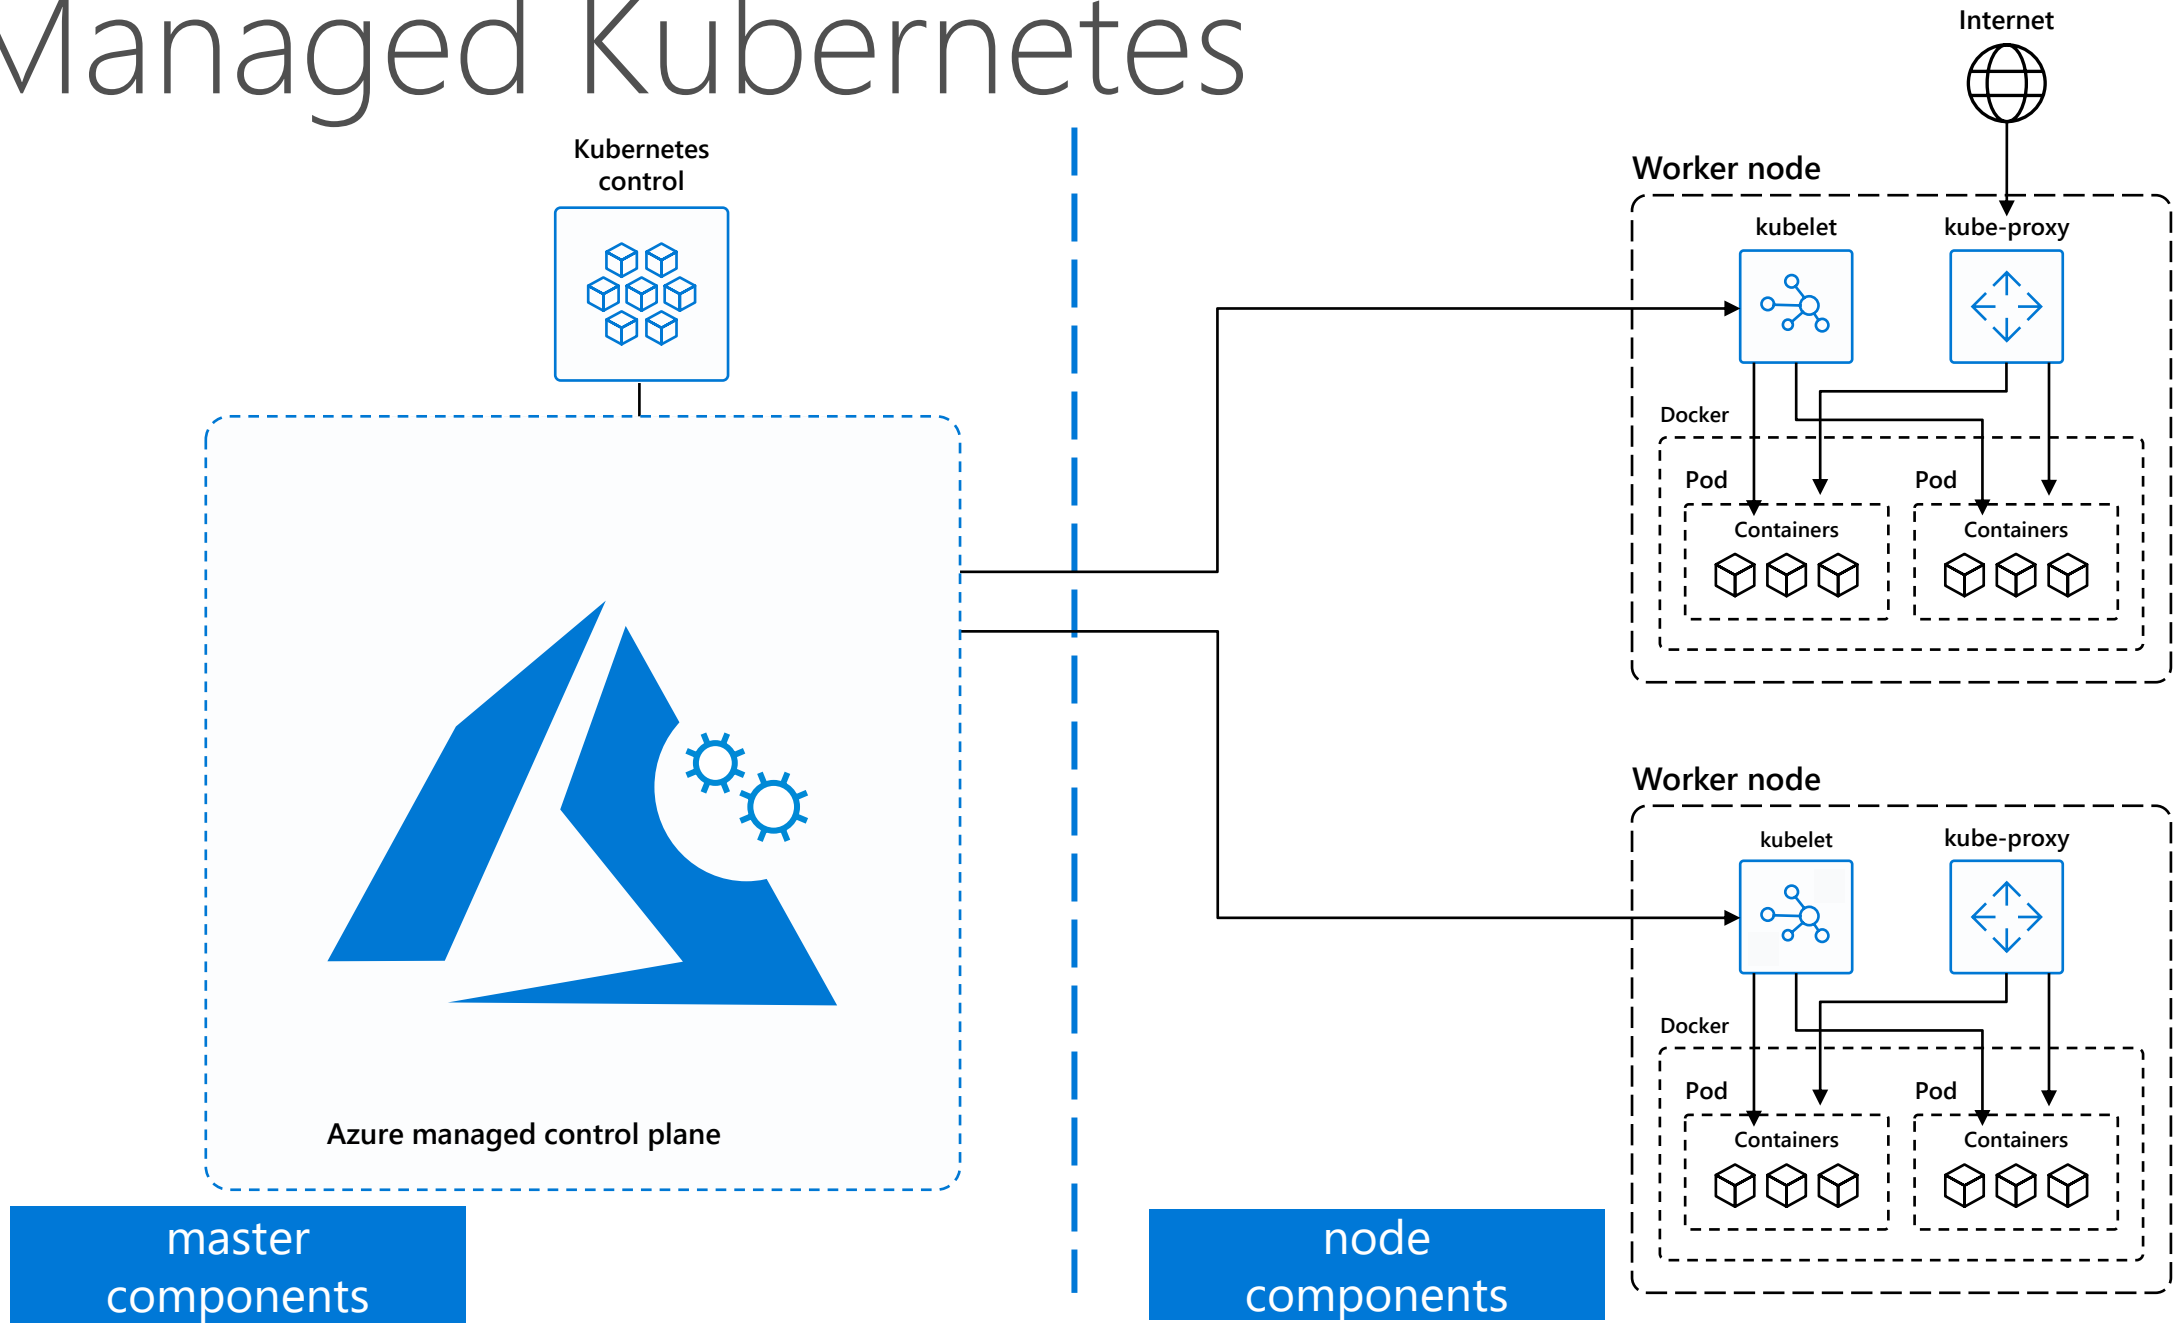 Managed Kubernetes
Internet
Kubernetes
control
Worker node
kubelet
kube-proxy
Docker
Pod
Pod
Containers
Containers
Azure managed control plane
Worker node
kubelet
kube-proxy
Docker
Pod
Pod
Containers
Containers
master
components
node
components